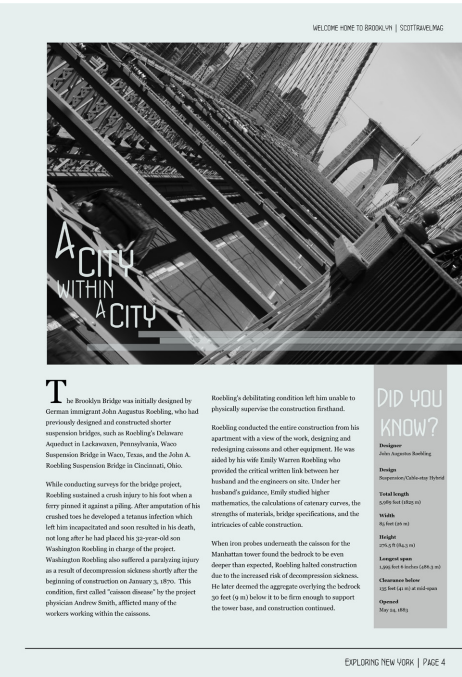 WELCOME HOME TO BROOKLYN | SCOTTRAVELMAG
A
CITY
WITHIN
A
CITY
The Brooklyn Bridge was initially designed by
German immigrant John Augustus Roebling, who had
previously designed and constructed shorter
suspension bridges, such as Roebling's Delaware
Aqueduct in Lackawaxen, Pennsylvania, Waco
Suspension Bridge in Waco, Texas, and the John A.
Roebling Suspension Bridge in Cincinnati, Ohio.
While conducting surveys for the bridge project,
Roebling sustained a crush injury to his foot when a
ferry pinned it against a piling. After amputation of his
crushed toes he developed a tetanus infection which
left him incapacitated and soon resulted in his death,
not long after he had placed his 32-year-old son
Washington Roebling in charge of the project.
Washington Roebling also suffered a paralyzing injury
as a result of decompression sickness shortly after the
beginning of construction on January 3, 1870. This
condition, first called "caisson disease" by the project
physician Andrew Smith, afflicted many of the
workers working within the caissons.
Roebling's debilitating condition left him unable to
physically supervise the construction firsthand.
Roebling conducted the entire construction from his
apartment with a view of the work, designing and
redesigning caissons and other equipment. He was
aided by his wife Emily Warren Roebling who
provided the critical written link between her
husband and the engineers on site. Under her
husband's guidance, Emily studied higher
mathematics, the calculations of catenary curves, the
strengths of materials, bridge specifications, and the
intricacies of cable construction.
When iron probes underneath the caisson for the
Manhattan tower found the bedrock to be even
deeper than expected, Roebling halted construction
due to the increased risk of decompression sickness.
He later deemed the aggregate overlying the bedrock
30 feet (9 m) below it to be firm enough to support
the tower base, and construction continued.
DID YOU
KNOW?
Designer
John Augustus Roebling
Design
Suspension/Cable-stay Hybrid
Total length
5,989 feet (1825 m)
Width
85 feet (26 m)
Height
276.5 ft (84.3 m)
Longest span
1,595 feet 6 inches (486.3 m)
Clearance below
135 feet (41 m) at mid-span
Opened
May 24, 1883
EXPLORING NEW YORK | PAGE 4